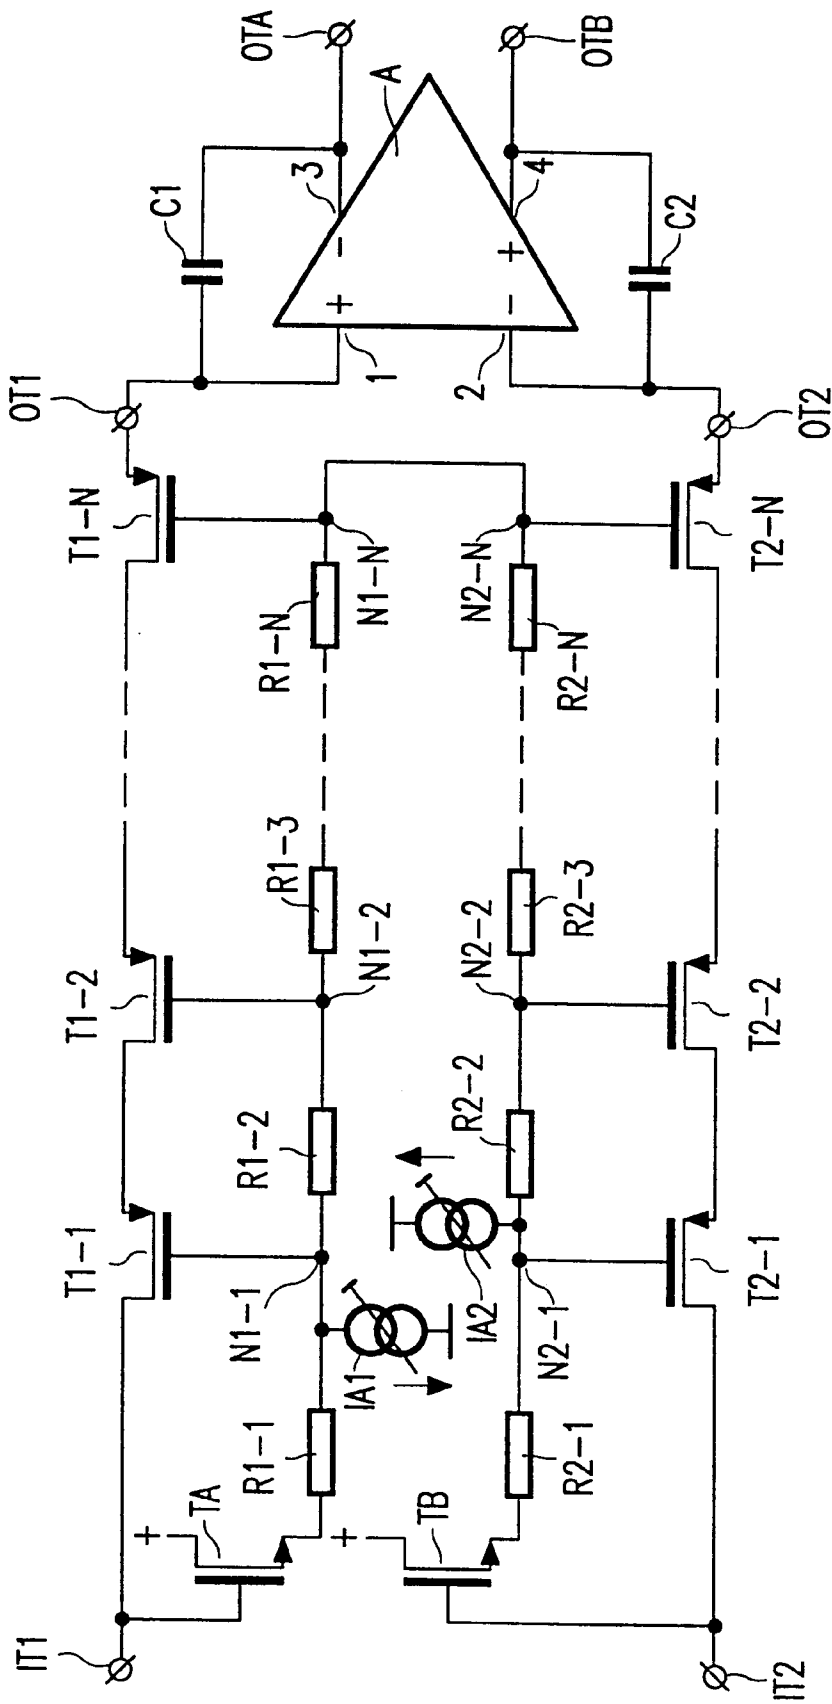 IT1
TA
+
R1-1
IA1
N1-1
T1-1
R1-2
T1-2
N1-2
R1-3
R1-N
N1-N
T1-N
OT1
C1
3
OTA
A
-
+
1
IT2
TB
+
R2-1
IA2
N2-1
T2-1
R2-2
T2-2
N2-2
R2-3
R2-N
N2-N
T2-N
OT2
C2
4
OTB
+
-
2